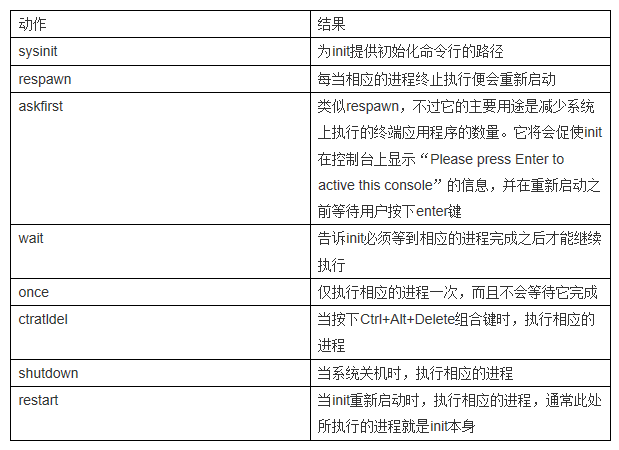 动作 结果
sysinit 为init提供初始化命令行的路径
respawn 每当相应的进程终止执行便会重新启动
askfirst 类似respawn，不过它的主要用途是减少系统
上执行的终端应用程序的数量。它将会促使init
在控制台上显示“Please press Enter to
active this console”的信息，并在重新启动之
前等待用户按下enter键
wait 告诉init必须等到相应的进程完成之后才能继续
执行
once 仅执行相应的进程一次，而且不会等待它完成
ctratldel 当按下Ctrl+Alt+Delete组合键时，执行相应的
进程
shutdown 当系统关机时，执行相应的进程
restart 当init重新启动时，执行相应的进程，通常此处
所执行的进程就是init本身